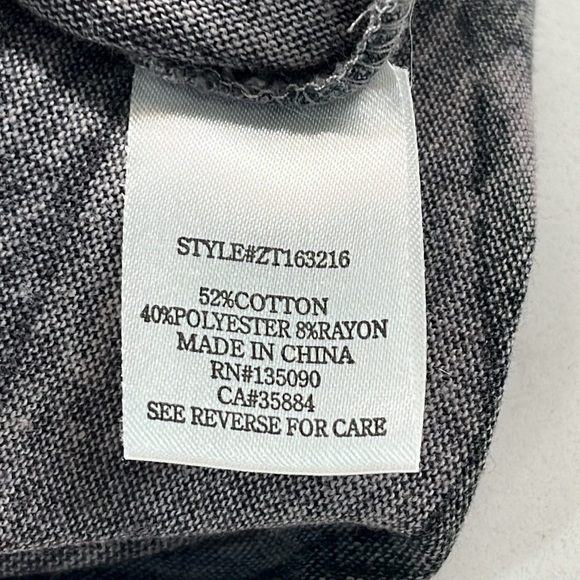 STYLE#ZT163216
52%COTTON
40%POLYESTER 8%RAYON
MADE IN CHINA
RN#135090
CA#35884
SEE REVERSE FOR CARE